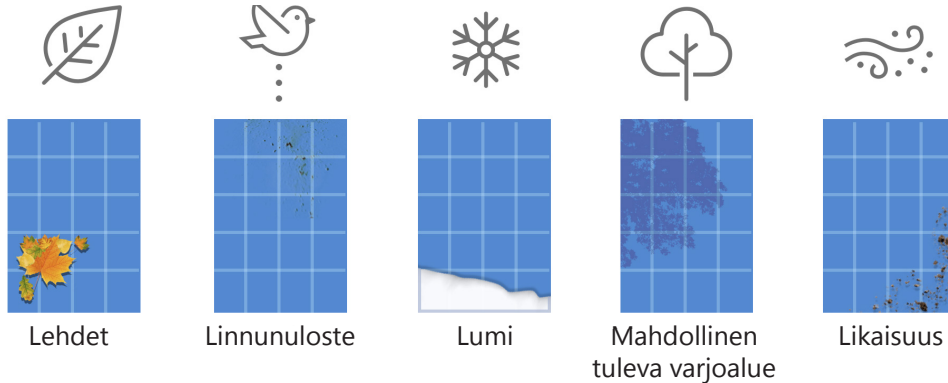 Lehdet
Linnunuloste
Lumi
Mahdollinen
tuleva varjoalue
Likaisuus